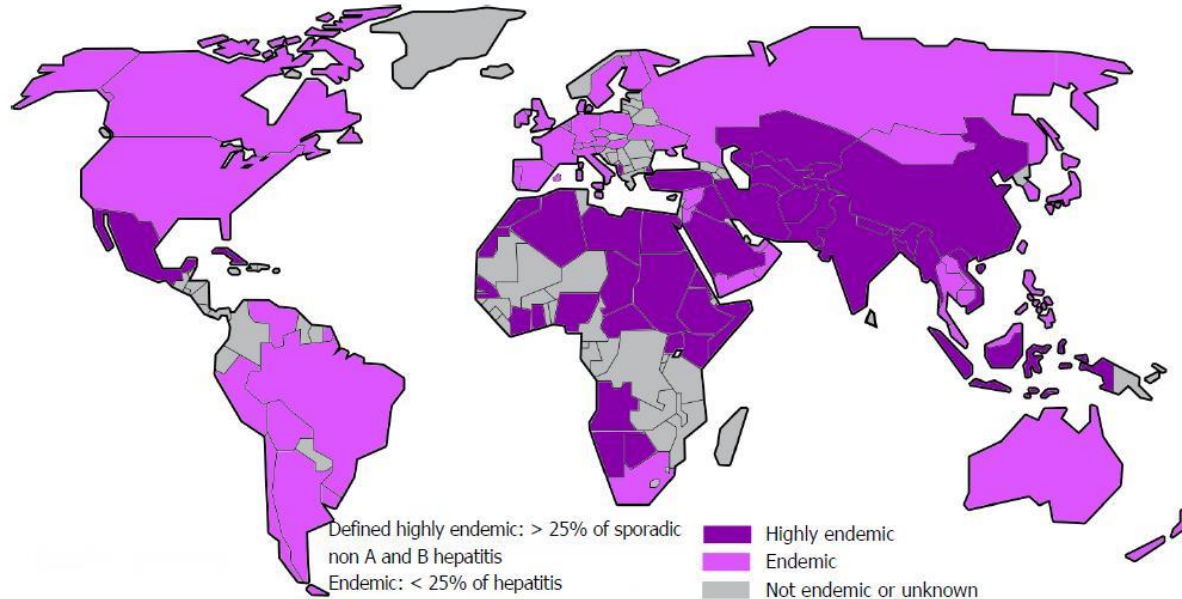 Defined highly endemic: > 25% of sporadic
non A and B hepatitis
Endemic: < 25% of hepatitis
Highly endemic
Endemic
Not endemic or unknown